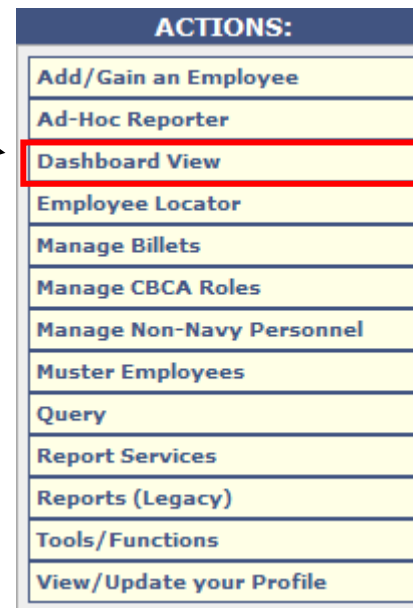 ACTIONS:
Add/Gain an Employee
Ad-Hoc Reporter
Dashboard View
Employee Locator
Manage Billets
Manage CBCA Roles
Manage Non-Navy Personnel
Muster Employees
Query
Report Services
Reports (Legacy)
Tools/Functions
View/Update your Profile